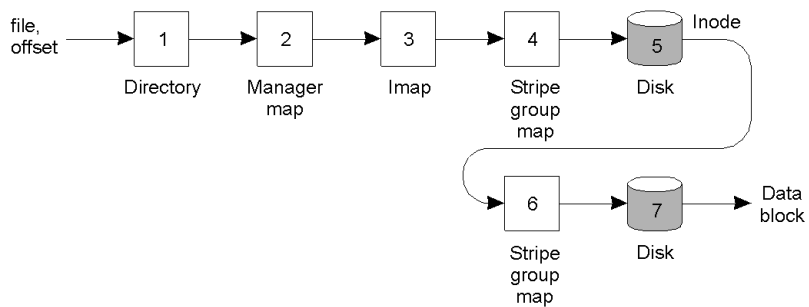 file,
offset
1
2
3
4
5
Inode
Directory
Manager
map
Imap
Stripe
group
map
Disk
6
7
Data
block
Stripe
group
map
Disk